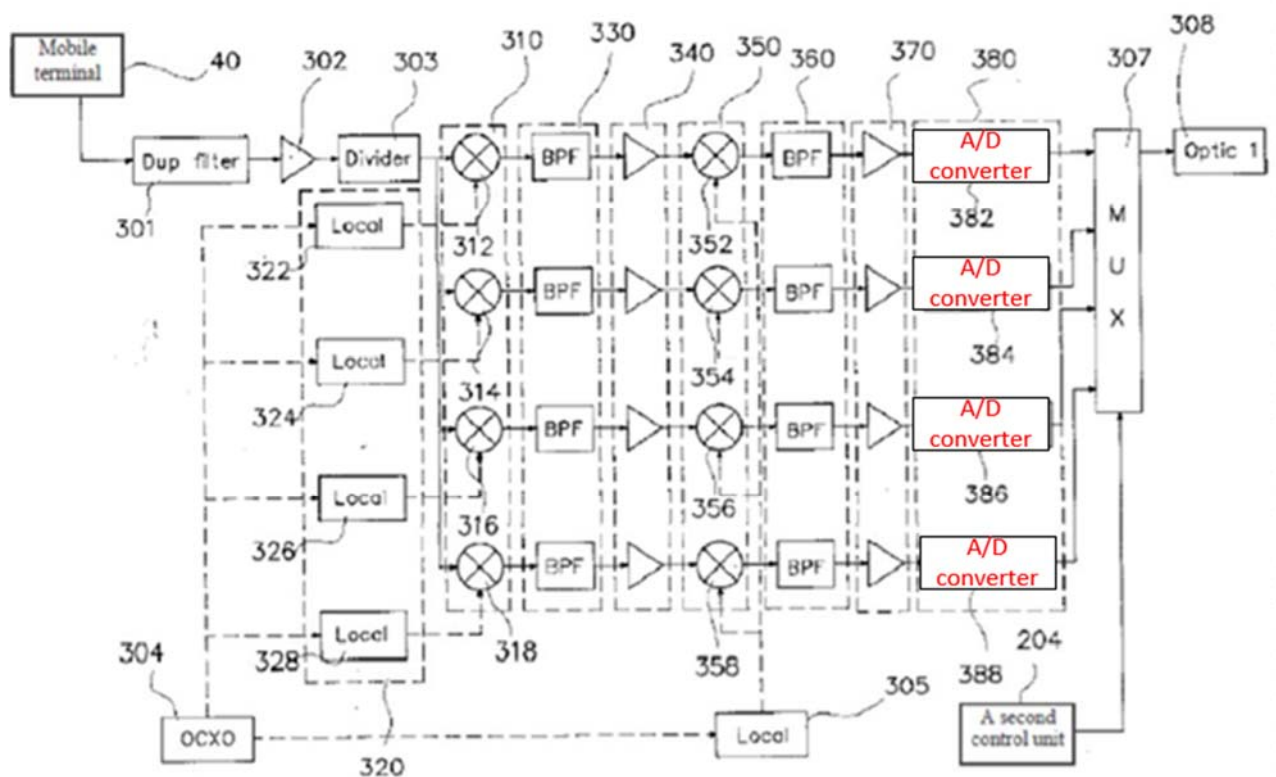 Mobile
terminal
40
302
303
310
330
340
350
360
370
380
307
308
Dup filter
Divider
BPF
BPF
A/D
converter
Optic 1
301
312
352
382
Local
322
M
U
X
BPF
BPF
A/D
converter
314
354
384
Local
324
BPF
BPF
A/D
converter
316
356
386
Local
326
BPF
BPF
A/D
converter
318
358
388
Local
328
304
320
305
204
OCXO
Local
A second
control unit